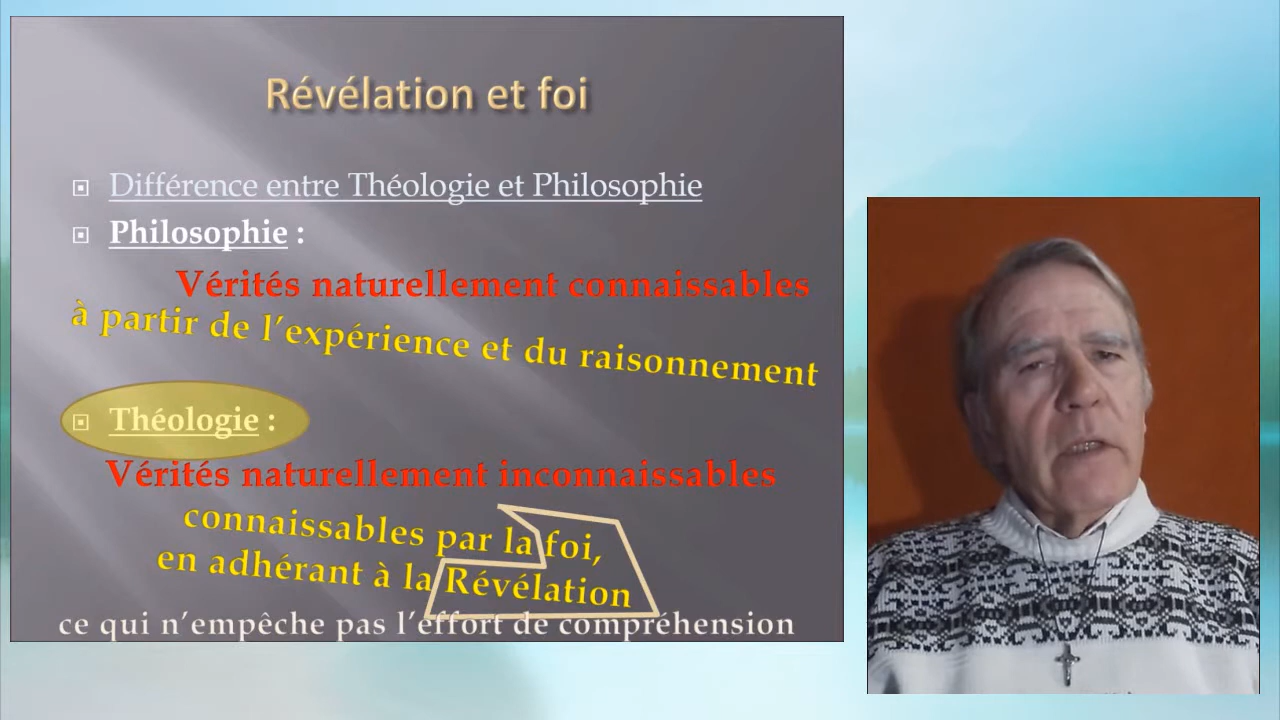 Révélation et foi
Différence entre Théologie et Philosophie
Philosophie :
Vérités naturellement connaissables
à partir de l’expérience et du raisonnement
Théologie :
Vérités naturellement inconnaissables
connaissables par la foi,
en adhérant à la Révélation
ce qui n’empêche pas l’effort de compréhension